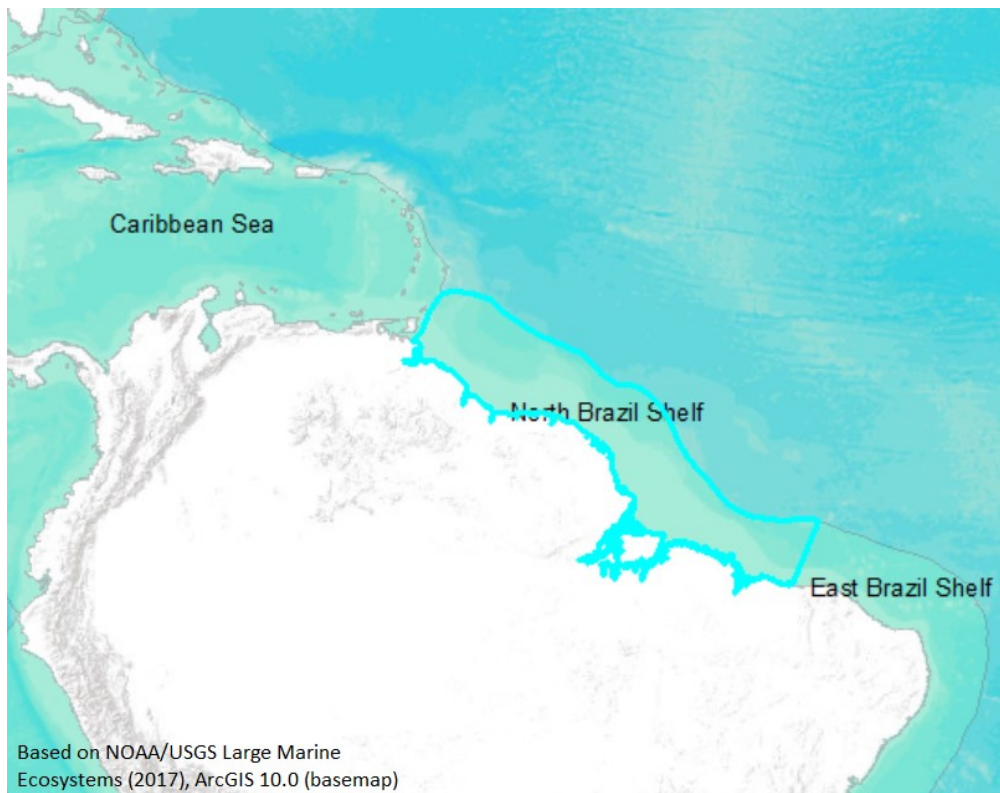 Caribbean Sea
North Brazil Shelf
East Brazil Shelf
Based on NOAA/USGS Large Marine
Ecosystems (2017), ArcGIS 10.0 (basemap)